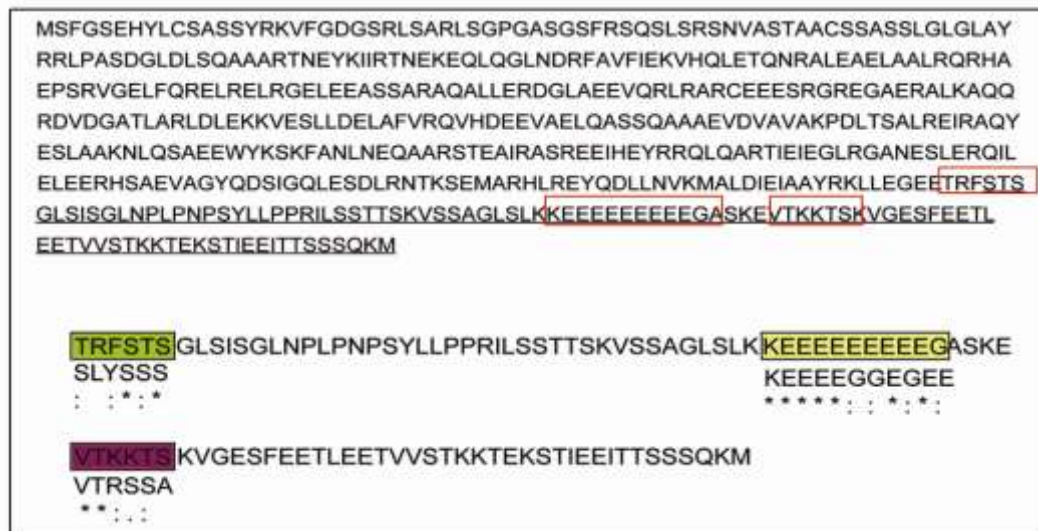 MSFGSEHYLCSASSYRKVFGDGSRLSARLSGPGASGSFRSQSLSRSNVASTAACSSASSLGLGLAY
RRLPASDGLDLSQAAARTNEYKIIRTNEKEQLQGLNDRFAVFIEKVHQLETQNRALEAELAALRQRHA
EPSRVGELFQRELRELRGELEEASSARAQALLERDGLAEEVQRLRARCEEESRGREGAERALKAQQ
RDVDGATLARLDLEKKVESLLDELAFVRQVHDEEVAELQASSQAAAEVDVAVAKPDLTSALREIRAQY
ESLAAKNLQSAEEWYKSKFANLNEQAARSTEAIRASREEIHEYRRQLQARTIEIEGLRGANESLERQIL
ELEERHSAEVAGYQDSIGQLESDLRNTKSEMARHLREYQDLLNVKMALDIEIAAYRKLLEGEETRFSTS
GLSISGLNPLPNPSYLLPPRILSSTTSKVSSAGLSLKKEEEEEEEEEGASKEVTKKTSKVGESFEETL
EETVVSTKKTEKSTIEEITTSSSQKM
TRFSTSGLSISGLNPLPNPSYLLPPRILSSTTSKVSSAGLSLKKEEEEEEEEEGASKE
SLYSSS KEEEEGGEGEE
: :*:* *****: : *:*:
VTKKTSKVGESFEETLEETVVSTKKTEKSTIEEITTSSSQKM
VTRSSA
**:.: